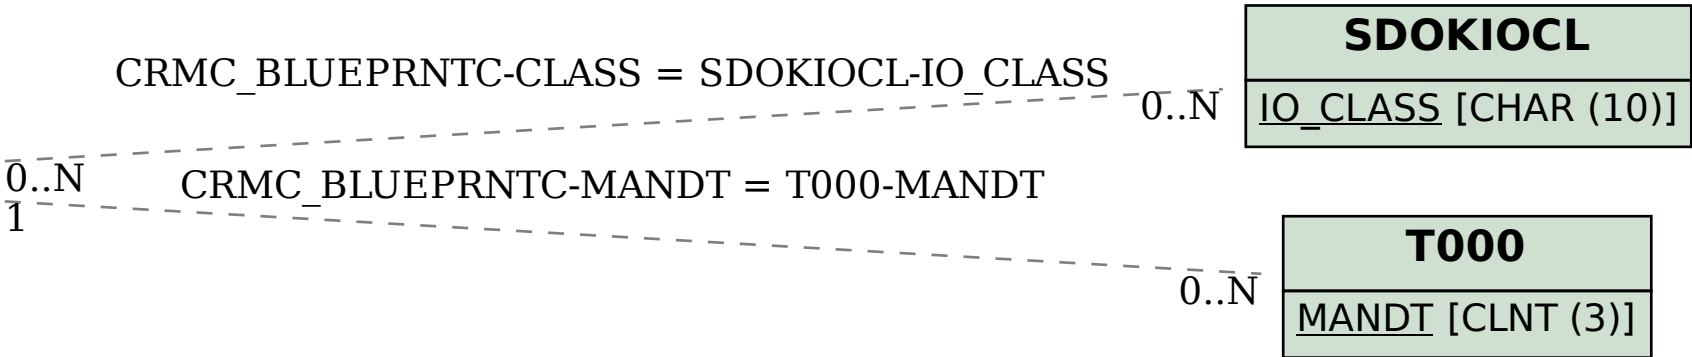 SDOKIOCL
CRMC_BLUEPRNTC-CLASS = SDOKIOCL-IO_CLASS
0..N
IO_CLASS [CHAR (10)]
0..N
CRMC_BLUEPRNTC-MANDT = T000-MANDT
1
T000
0..N
MANDT [CLNT (3)]